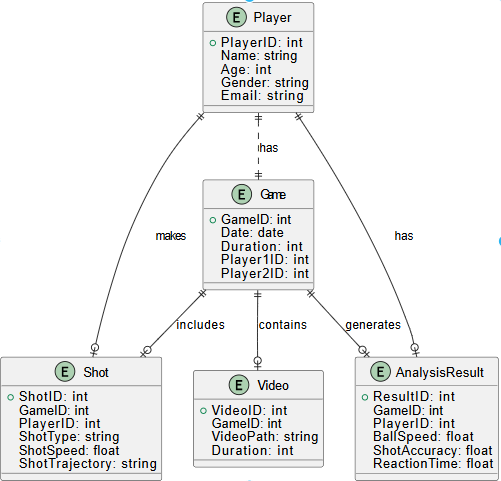 E Player
PlayerID: int
Name: string
Age: int
Gender: string
Email: string
has
E Game
GameID: int
Date: date
Duration: int
Player1ID: int
Player2ID: int
makes
has
includes
contains
generates
E Shot
ShotID: int
GameID: int
PlayerID: int
ShotType: string
ShotSpeed: float
ShotTrajectory: string
E Video
VideoID: int
GameID: int
VideoPath: string
Duration: int
E AnalysisResult
ResultID: int
GameID: int
PlayerID: int
BallSpeed: float
ShotAccuracy: float
ReactionTime: float